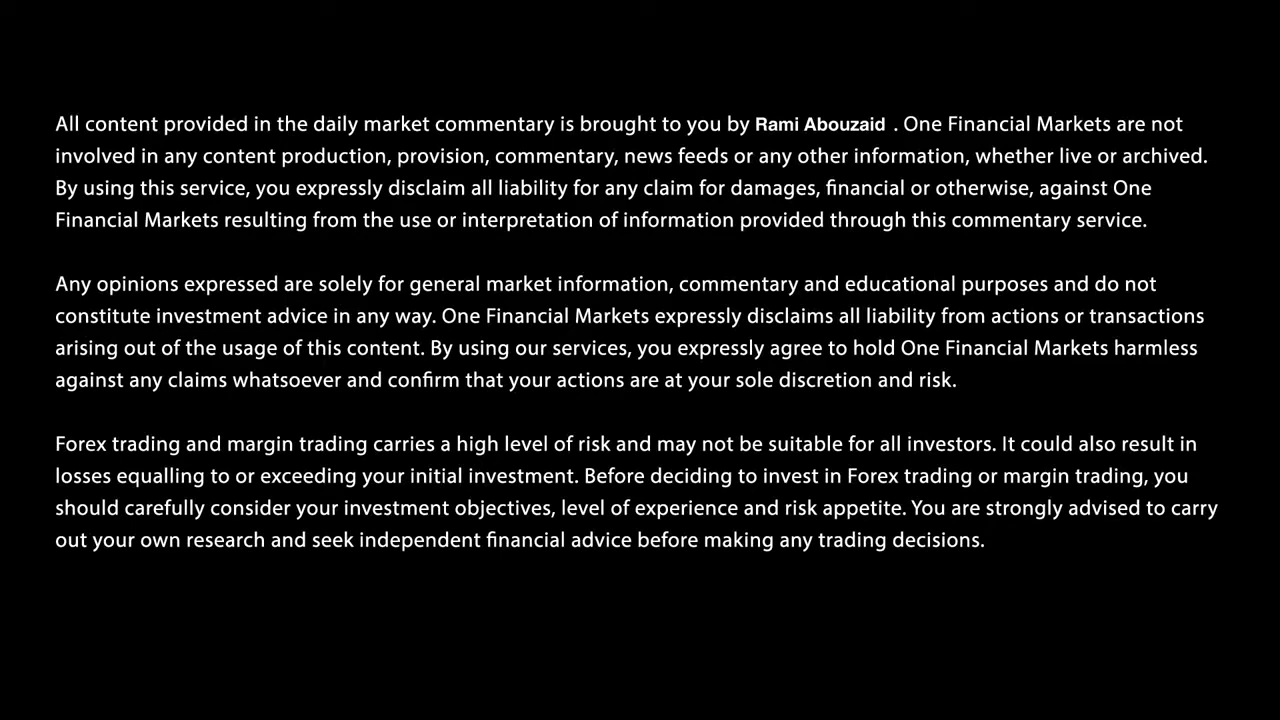 All content provided in the daily market commentary is brought to you by Rami Abouzaid . One Financial Markets are not
involved in any content production, provision, commentary, news feeds or any other information, whether live or archived.
By using this service, you expressly disclaim all liability for any claim for damages, financial or otherwise, against One
Financial Markets resulting from the use or interpretation of information provided through this commentary service.
Any opinions expressed are solely for general market information, commentary and educational purposes and do not
constitute investment advice in any way. One Financial Markets expressly disclaims all liability from actions or transactions
arising out of the usage of this content. By using our services, you expressly agree to hold One Financial Markets harmless
against any claims whatsoever and confirm that your actions are at your sole discretion and risk.
Forex trading and margin trading carries a high level of risk and may not be suitable for all investors. It could also result in
losses equalling to or exceeding your initial investment. Before deciding to invest in Forex trading or margin trading, you
should carefully consider your investment objectives, level of experience and risk appetite. You are strongly advised to carry
out your own research and seek independent financial advice before making any trading decisions.